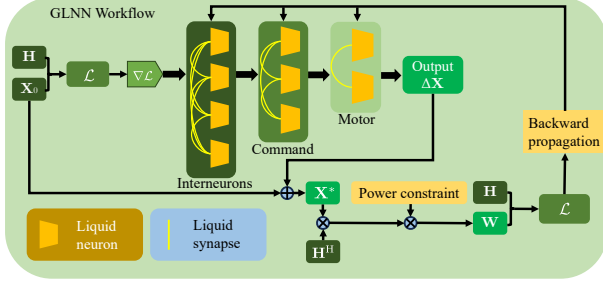 GLNN Workflow
H
X₀
ℒ
∇ℒ
Interneurons
Command
Motor
Output
ΔX
Backward
propagation
X*
Power constraint
H
W
ℒ
Hᴴ
Liquid
neuron
Liquid
synapse